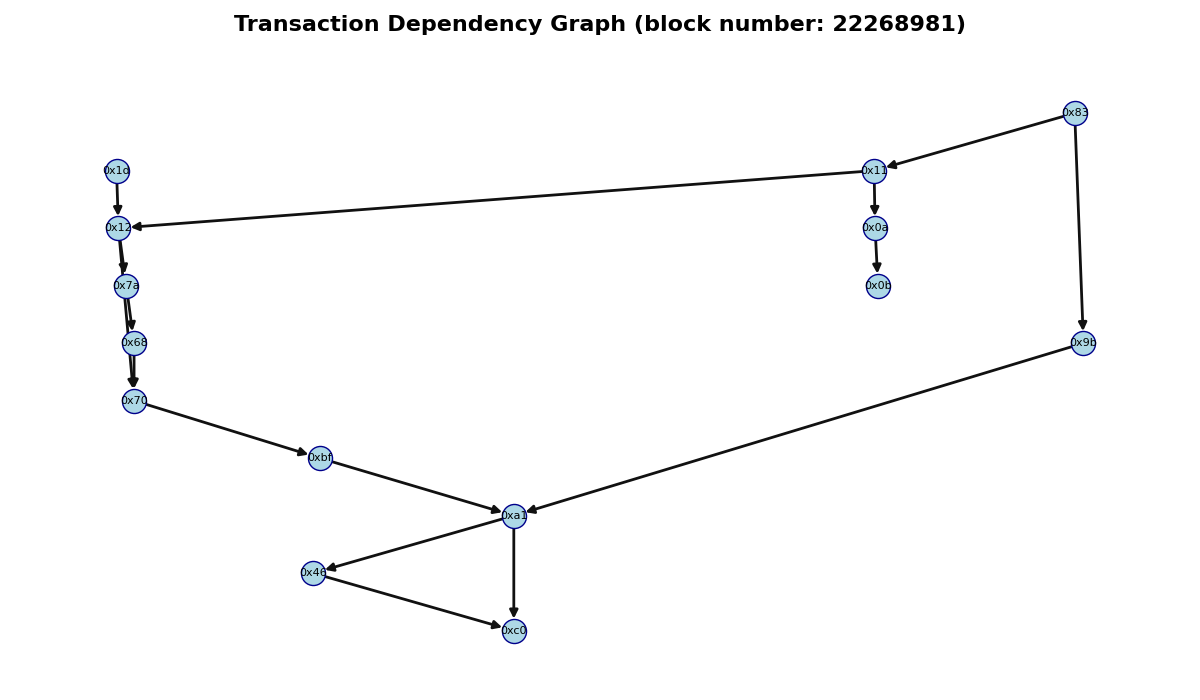 Transaction Dependency Graph (block number: 22268981)
0x83
0x1d
0x11
0x12
0x0a
0x7a
0x0b
0x68
0x9b
0x70
0xbf
0xa1
0x46
0xc0